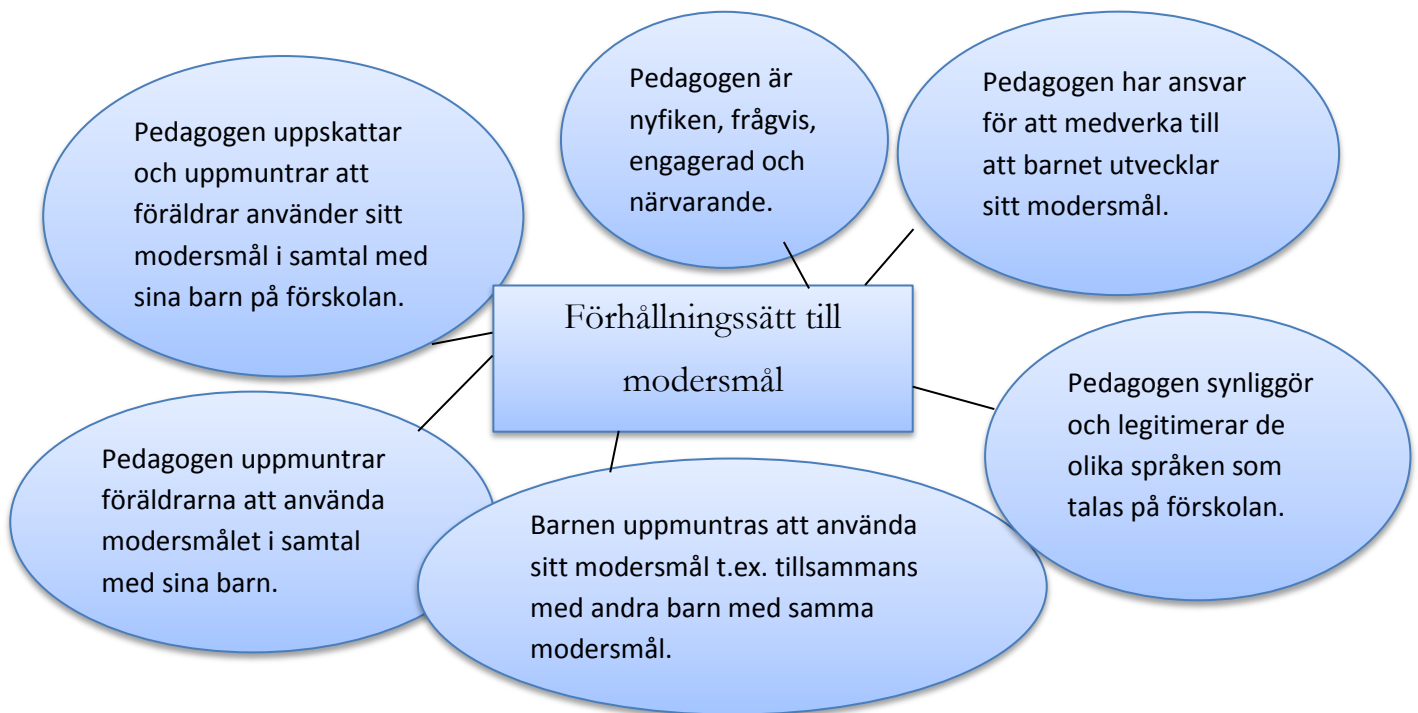 Pedagogen uppskattar
och uppmuntrar att
föräldrar använder sitt
modersmål i samtal med
sina barn på förskolan.
Pedagogen är
nyfiken, frågvis,
engagerad och
närvarande.
Pedagogen har ansvar
för att medverka till
att barnet utvecklar
sitt modersmål.
Förhållningssätt till
modersmål
Pedagogen synliggör
och legitimerar de
olika språken som
talas på förskolan.
Pedagogen uppmuntrar
föräldrarna att använda
modersmålet i samtal
med sina barn.
Barnen uppmuntras att använda
sitt modersmål t.ex. tillsammans
med andra barn med samma
modersmål.